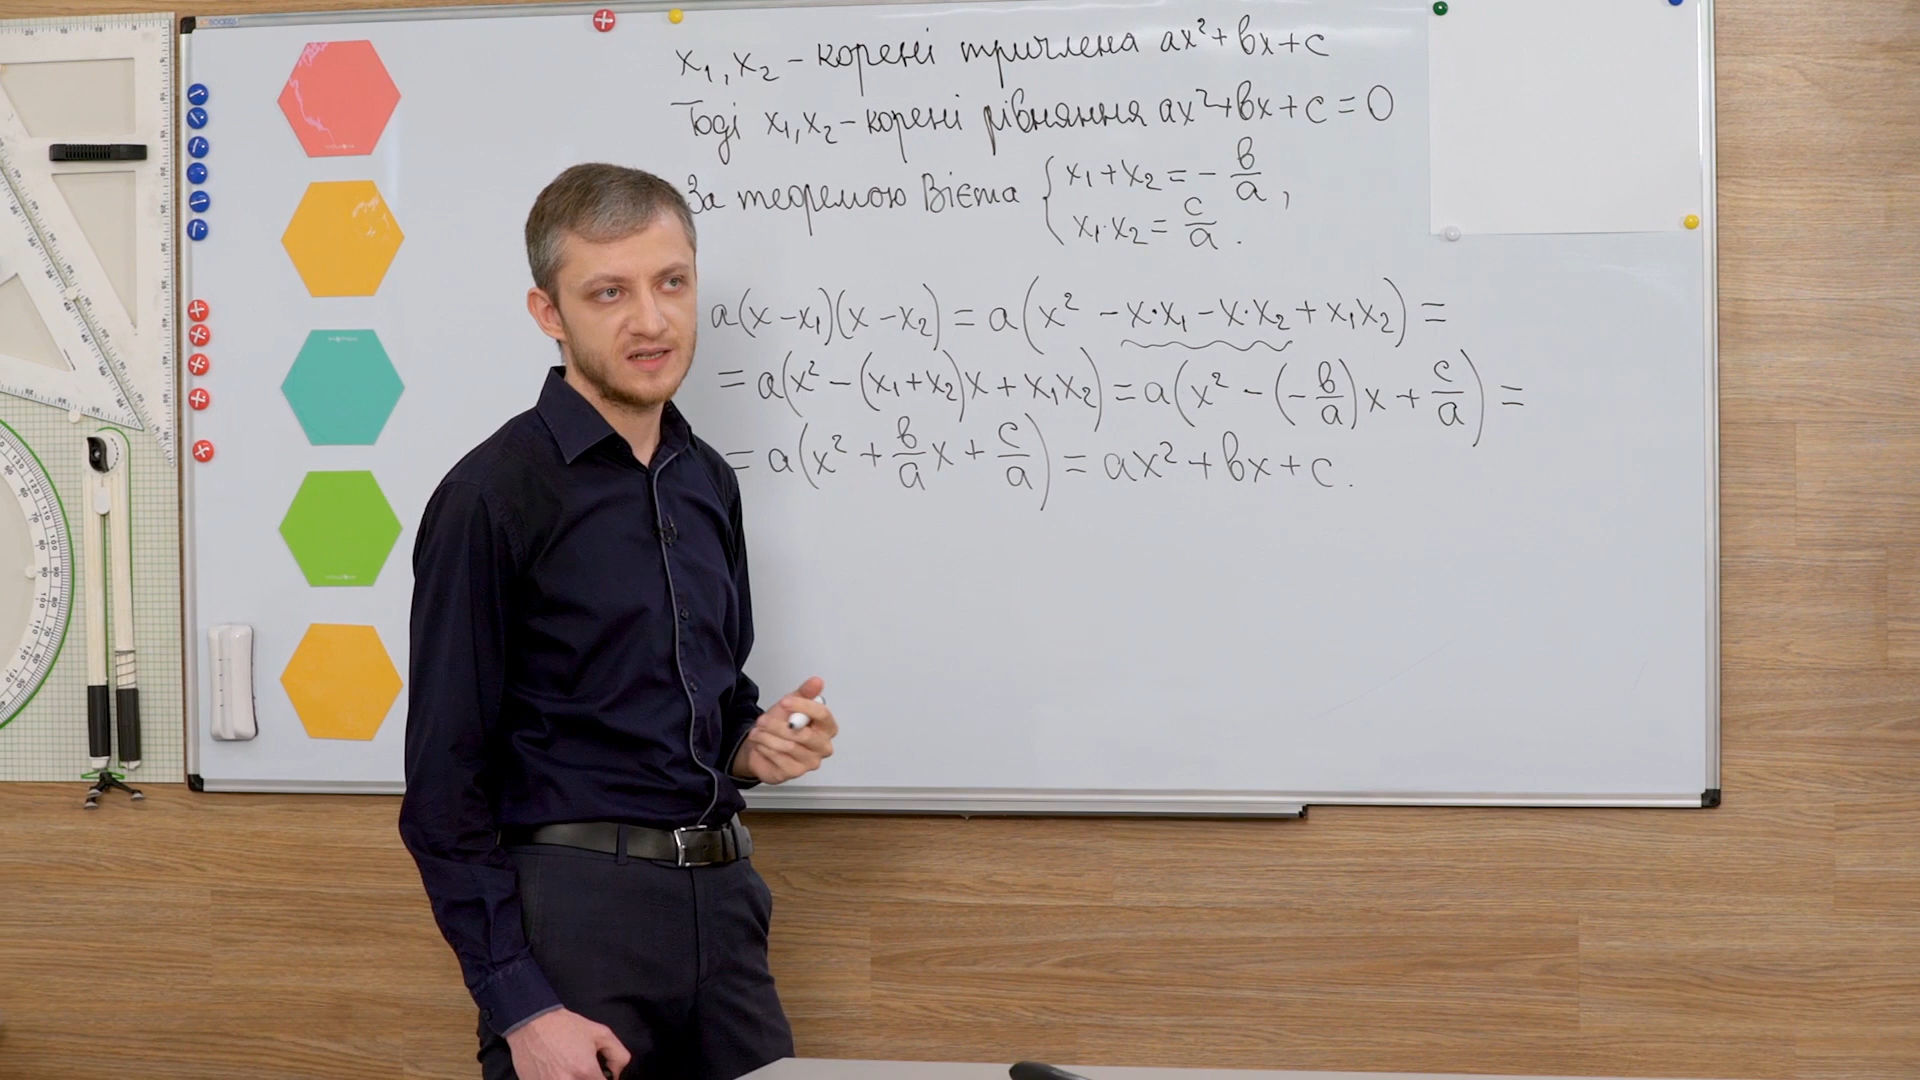 x₁, x₂ – корені тричлена ax² + bx + c
Тоді x₁, x₂ – корені рівняння ax² + bx + c = 0
За теоремою Вієта { x₁ + x₂ = - b/a ,
x₁·x₂ = c/a .
a(x - x₁)(x - x₂) = a(x² - x·x₁ - x·x₂ + x₁x₂) =
= a(x² - (x₁ + x₂)x + x₁x₂) = a(x² - (- b/a)x + c/a) =
= a(x² + b/a x + c/a) = ax² + bx + c.